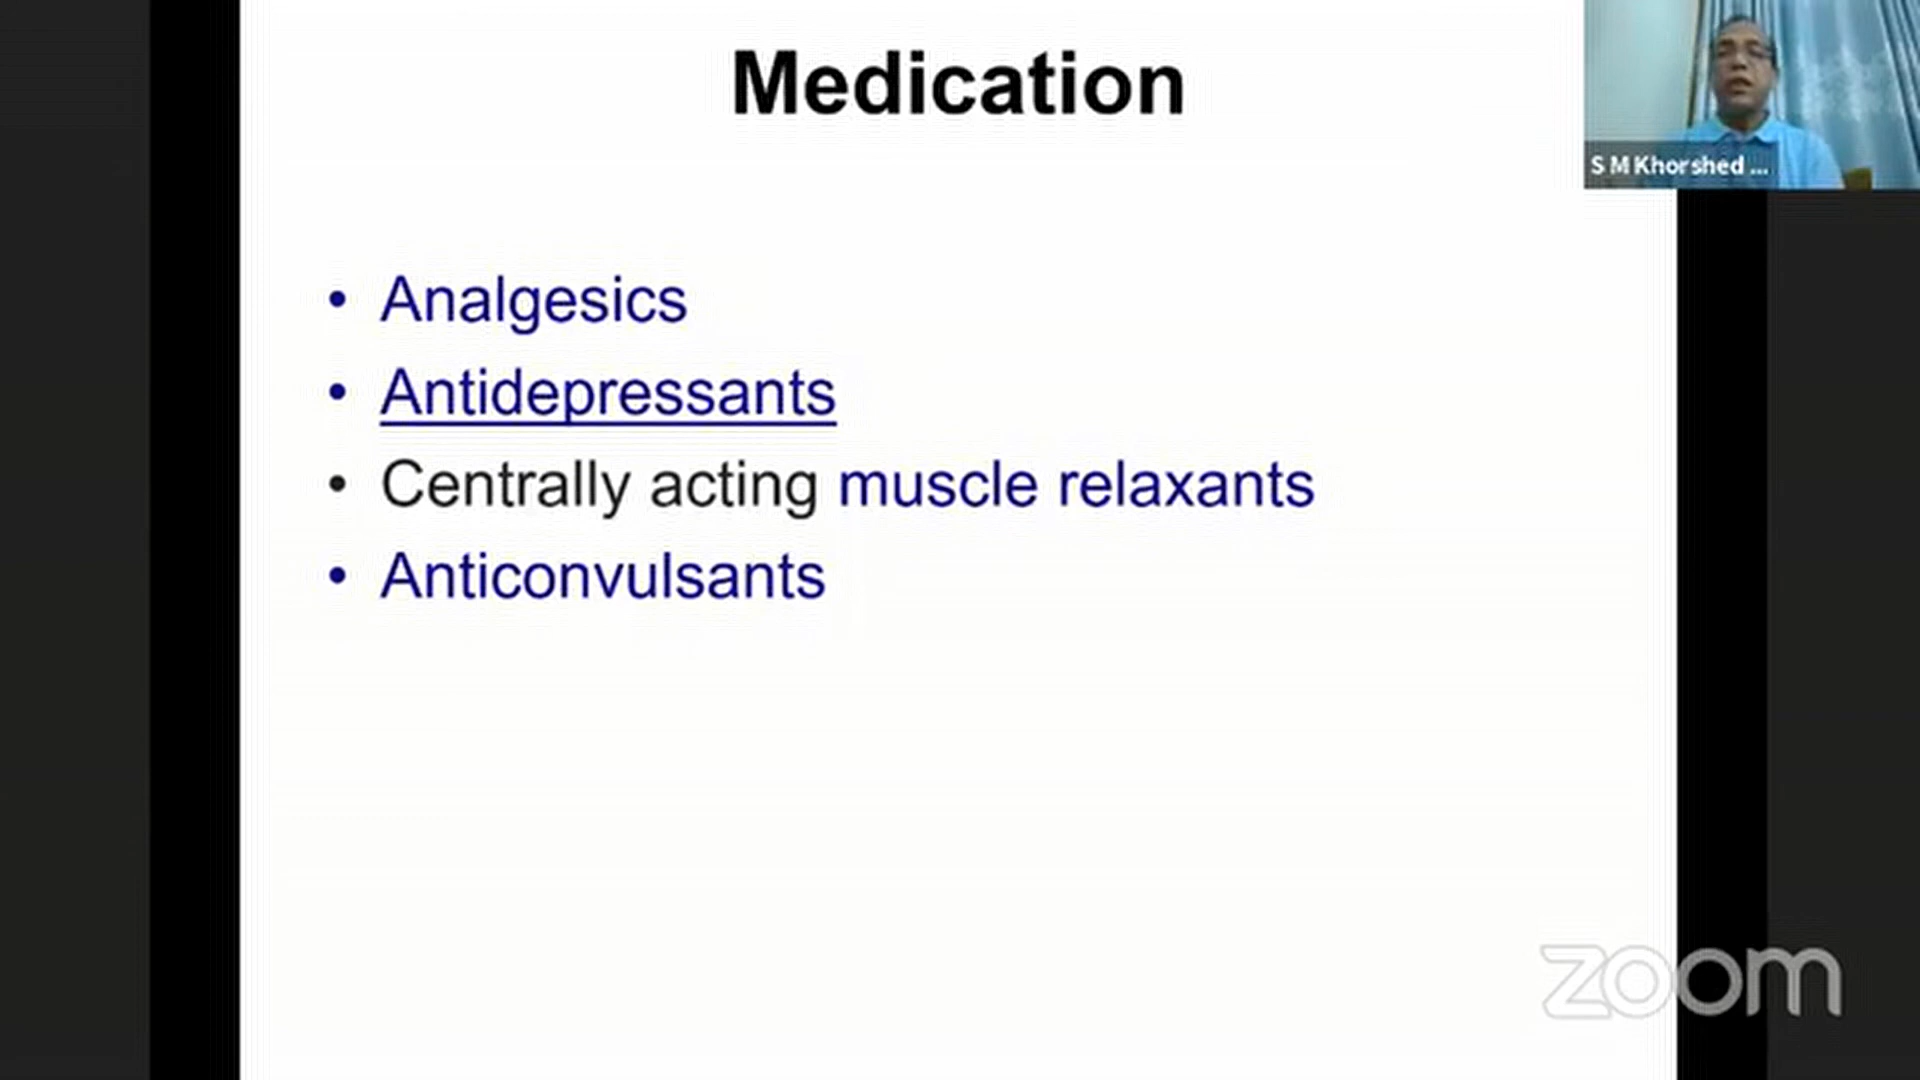 Medication
S M Khorshed ...
• Analgesics
• Antidepressants
• Centrally acting muscle relaxants
• Anticonvulsants
zoom